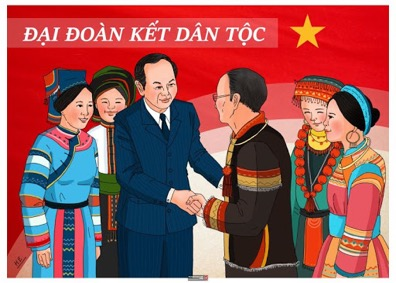 ĐẠI ĐOÀN KẾT DÂN TỘC